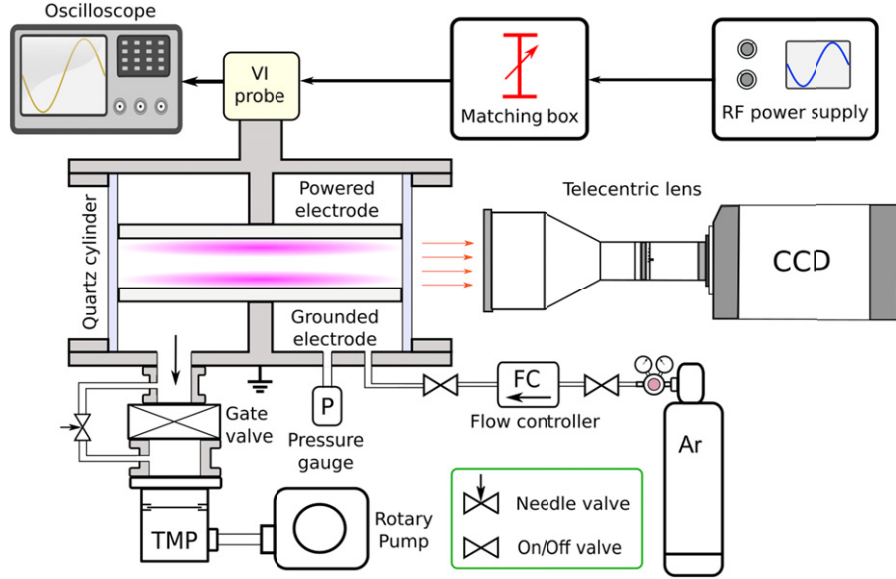 Oscilloscope
VI
probe
Matching box
RF power supply
Quartz cylinder
Powered
electrode
Telecentric lens
CCD
Grounded
electrode
Gate
valve
P
Pressure
gauge
FC
Flow controller
Ar
TMP
Rotary
Pump
Needle valve
On/Off valve